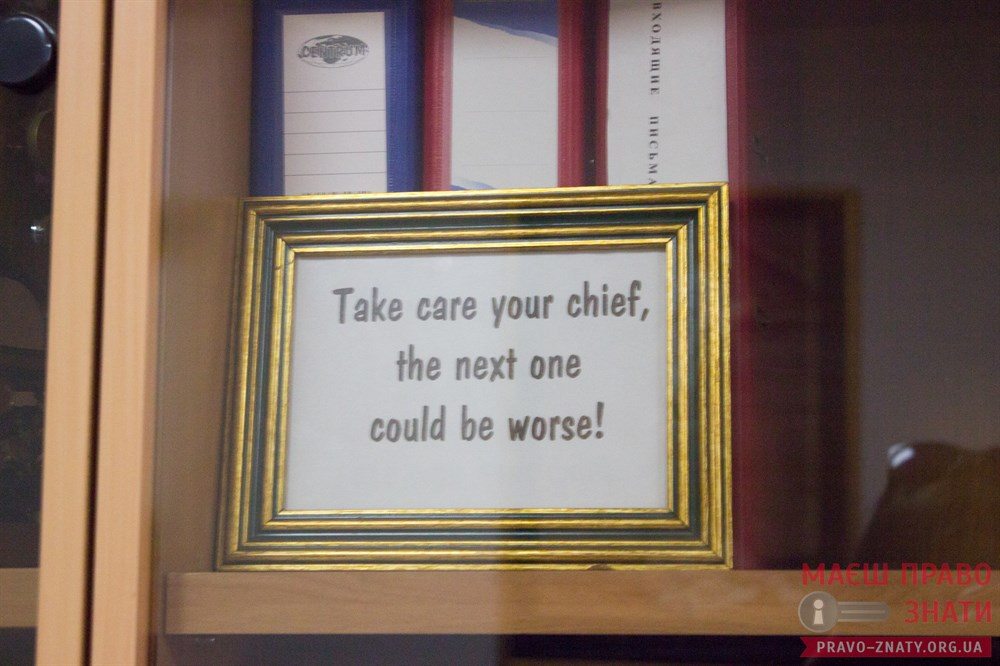 CENTRUM
ВХОДЯЩИЕ ПИСЬМА
Take care your chief,
the next one
could be worse!
МАЄШ ПРАВО
ЗНАТИ
PRAVO-ZNATY.ORG.UA